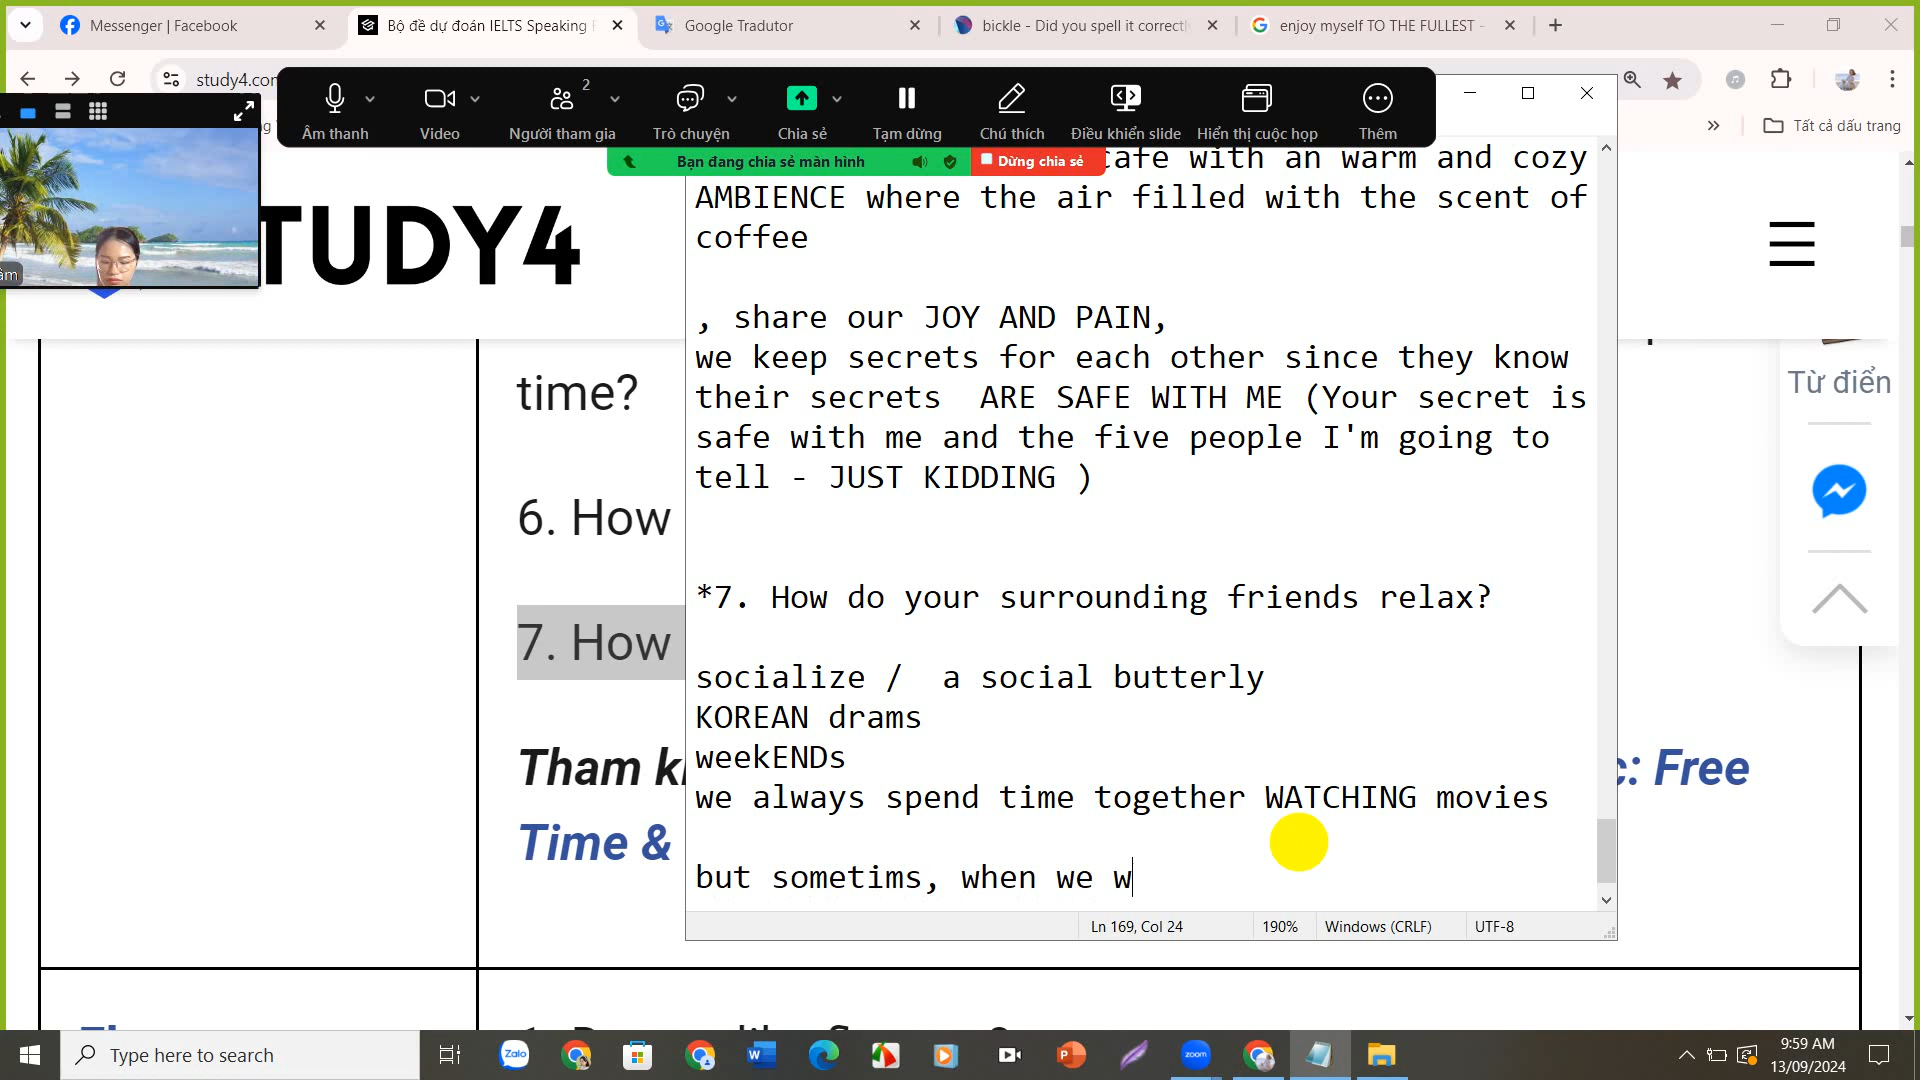 Messenger | Facebook
Bộ đề dự đoán IELTS Speaking
Google Tradutor
bickle - Did you spell it correctl
enjoy myself TO THE FULLEST -
study4.co
Âm thanh
Video
2
Người tham gia
Trò chuyện
Chia sẻ
Tạm dừng
Chú thích
Điều khiển slide
Hiển thị cuộc họp
Thêm
Tất cả dấu trang
Bạn đang chia sẻ màn hình
Dừng chia sẻ
TUDY4
cafe with an warm and cozy
AMBIENCE where the air filled with the scent of
coffee
, share our JOY AND PAIN,
we keep secrets for each other since they know
their secrets  ARE SAFE WITH ME (Your secret is
safe with me and the five people I'm going to
tell - JUST KIDDING )
*7. How do your surrounding friends relax?
socialize /  a social butterly
KOREAN drams
weekENDs
we always spend time together WATCHING movies
but sometims, when we w
Ln 169, Col 24
190%
Windows (CRLF)
UTF-8
time?
6. How
7. How
Tham k
c: Free
Time &
Từ điển
Type here to search
Zalo
zoom
9:59 AM
13/09/2024